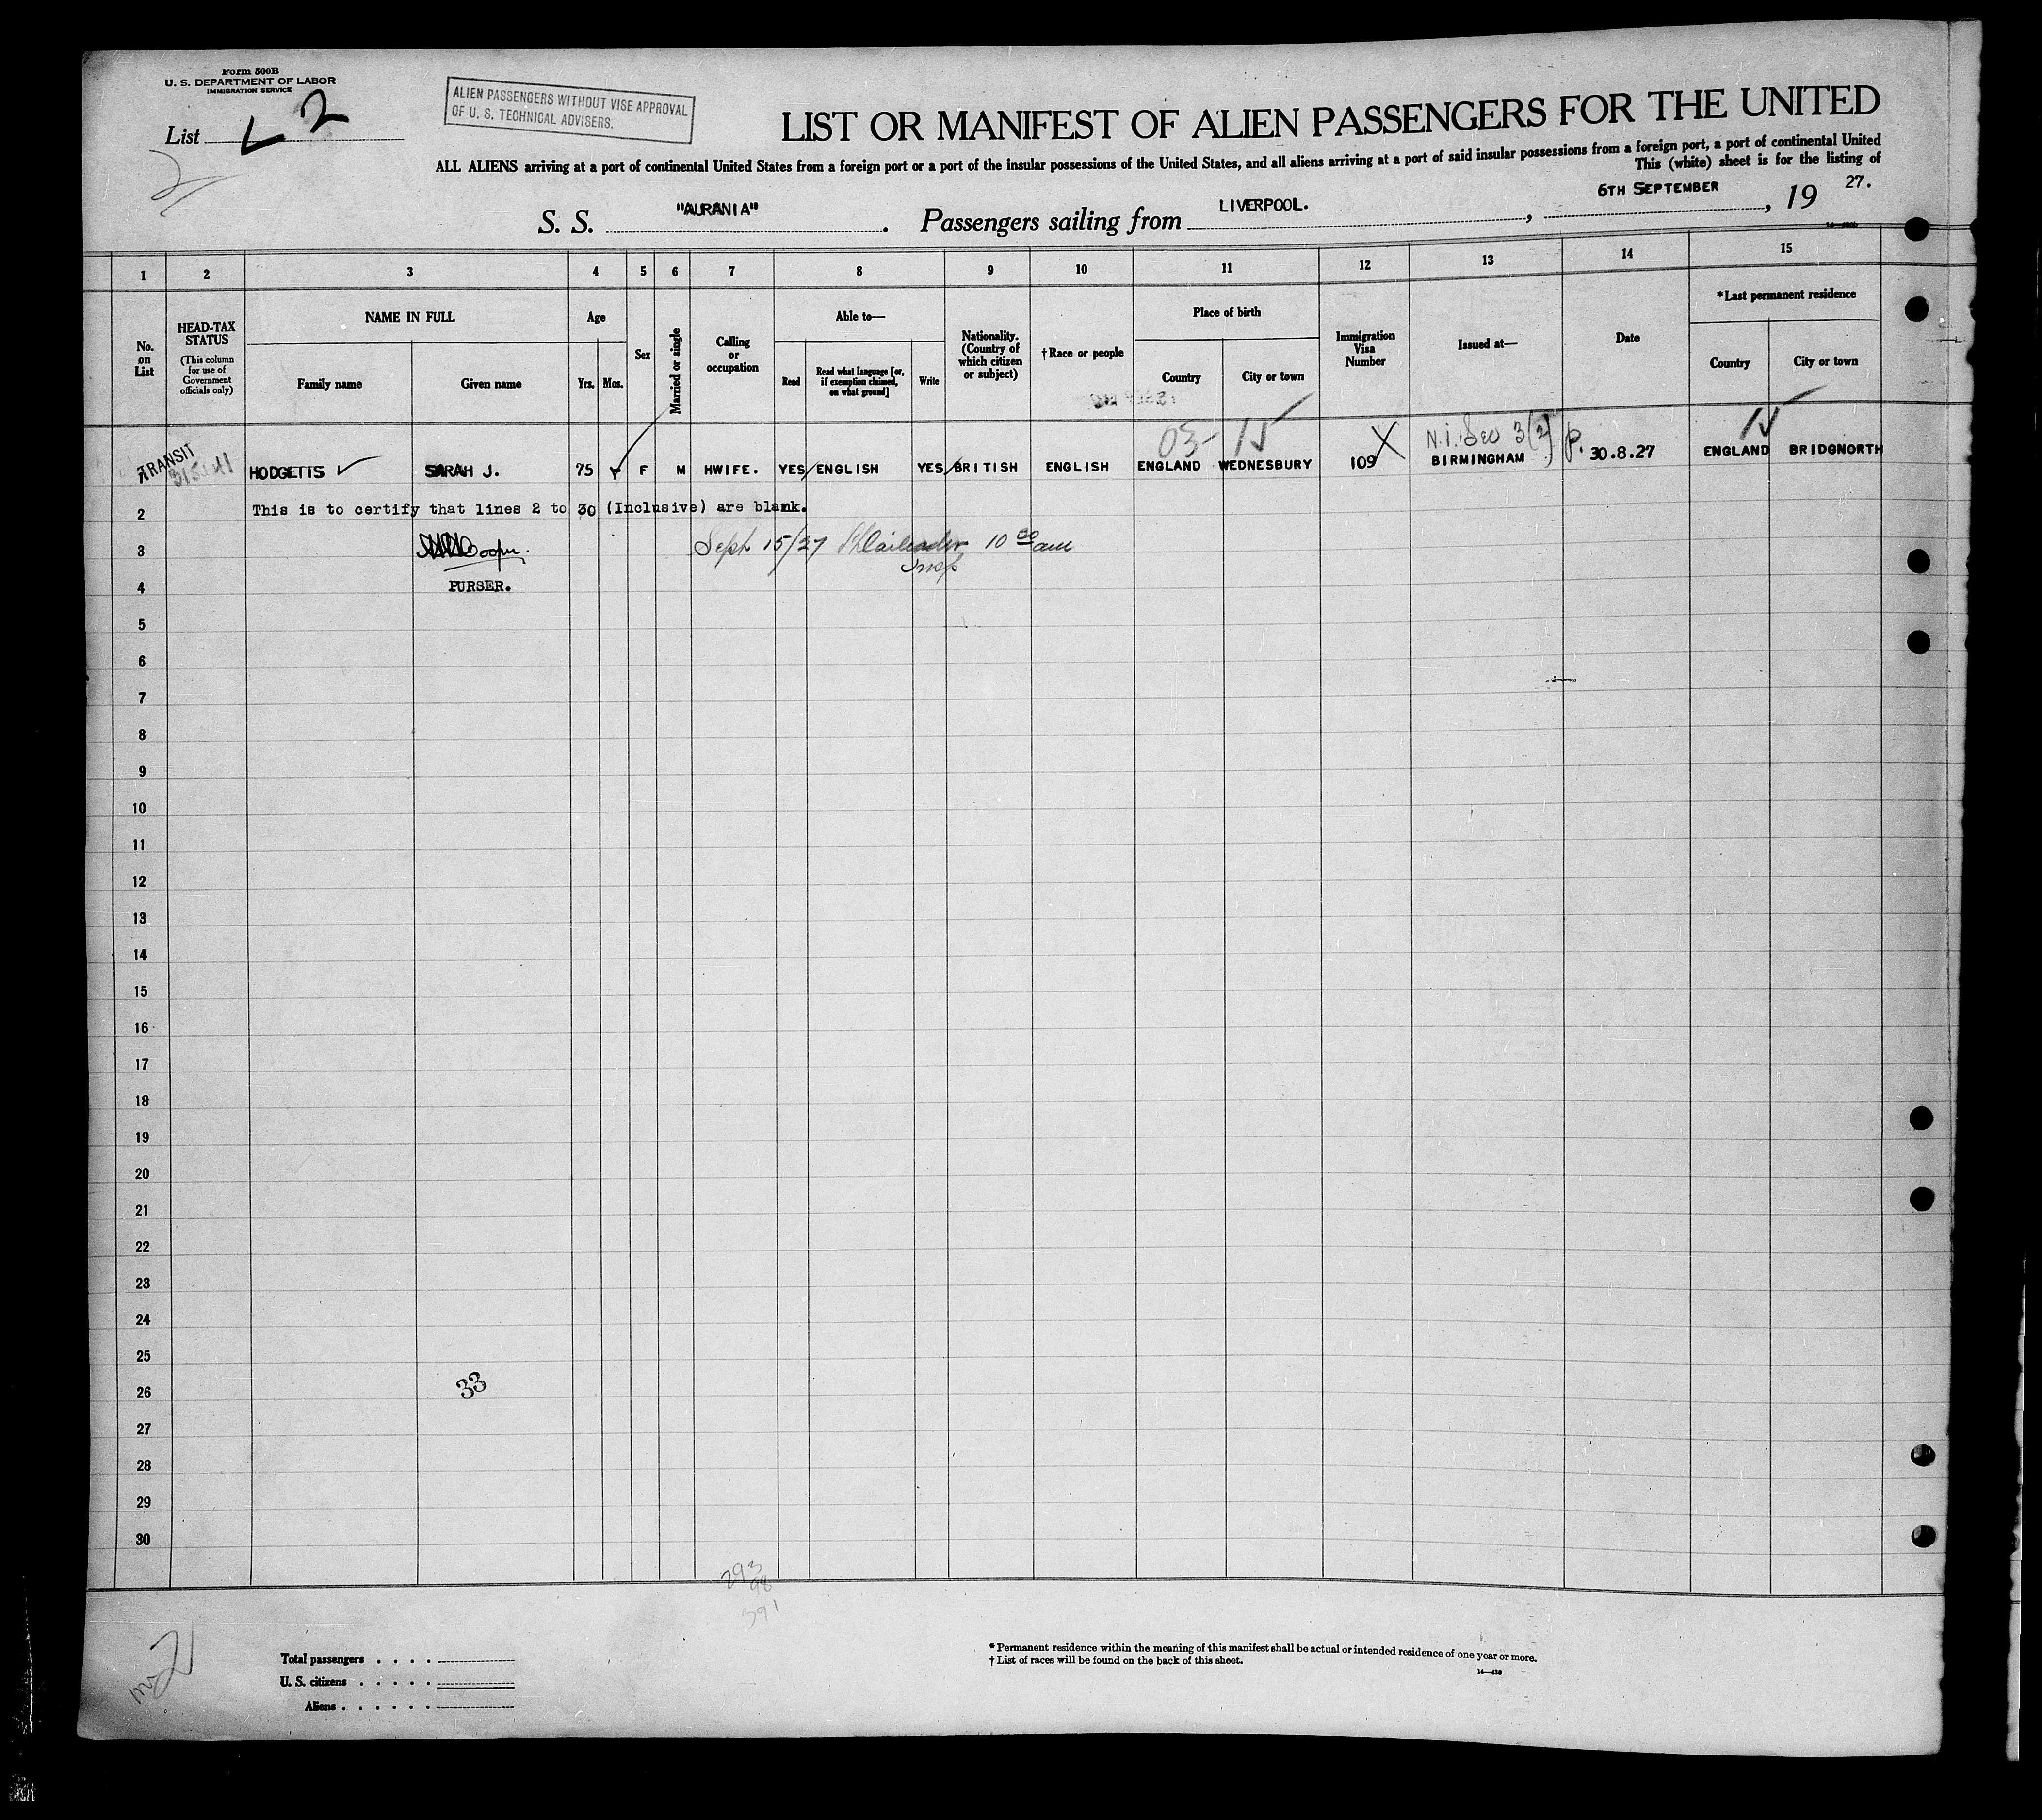 Form 500B
U. S. DEPARTMENT OF LABOR
IMMIGRATION SERVICE
List L 2
ALIEN PASSENGERS WITHOUT VISE APPROVAL
OF U. S. TECHNICAL ADVISERS.
LIST OR MANIFEST OF ALIEN PASSENGERS FOR THE UNITED
ALL ALIENS arriving at a port of continental United States from a foreign port or a port of the insular possessions of the United States, and all aliens arriving at a port of said insular possessions from a foreign port, a port of continental United
This (white) sheet is for the listing of
S. S. "AURANIA". Passengers sailing from LIVERPOOL., 6TH SEPTEMBER, 19 27.
1 2 3 4 5 6 7 8 9 10 11 12 13 14 15
No. on List
HEAD-TAX STATUS
(This column for use of Government officials only)
NAME IN FULL
Family name
Given name
Age
Yrs.
Mos.
Sex
Married or single
Calling or occupation
Able to—
Read
Read what language [or, if exemption claimed, on what ground]
Write
Nationality. (Country of which citizen or subject)
†Race or people
Place of birth
Country
City or town
Immigration Visa Number
Issued at—
Date
*Last permanent residence
Country
City or town
03- 15 N.I. Sec 3(2) P. 15
TRANSIT HODGETTS SARAH J. 75 F M HWIFE. YES ENGLISH YES BRITISH ENGLISH ENGLAND WEDNESBURY 109 BIRMINGHAM 30.8.27 ENGLAND BRIDGNORTH
2 This is to certify that lines 2 to 30 (Inclusive) are blank.
3 Cooper. Sept 15/27 10 00 am
Insp
4 PURSER.
5
6
7
8
9
10
11
12
13
14
15
16
17
18
19
20
21
22
23
24
25
26 33
27
28
29
30
293
98
391
Total passengers . . . .
U. S. citizens . . . . .
Aliens . . . . . .
* Permanent residence within the meaning of this manifest shall be actual or intended residence of one year or more.
† List of races will be found on the back of this sheet.
14—430